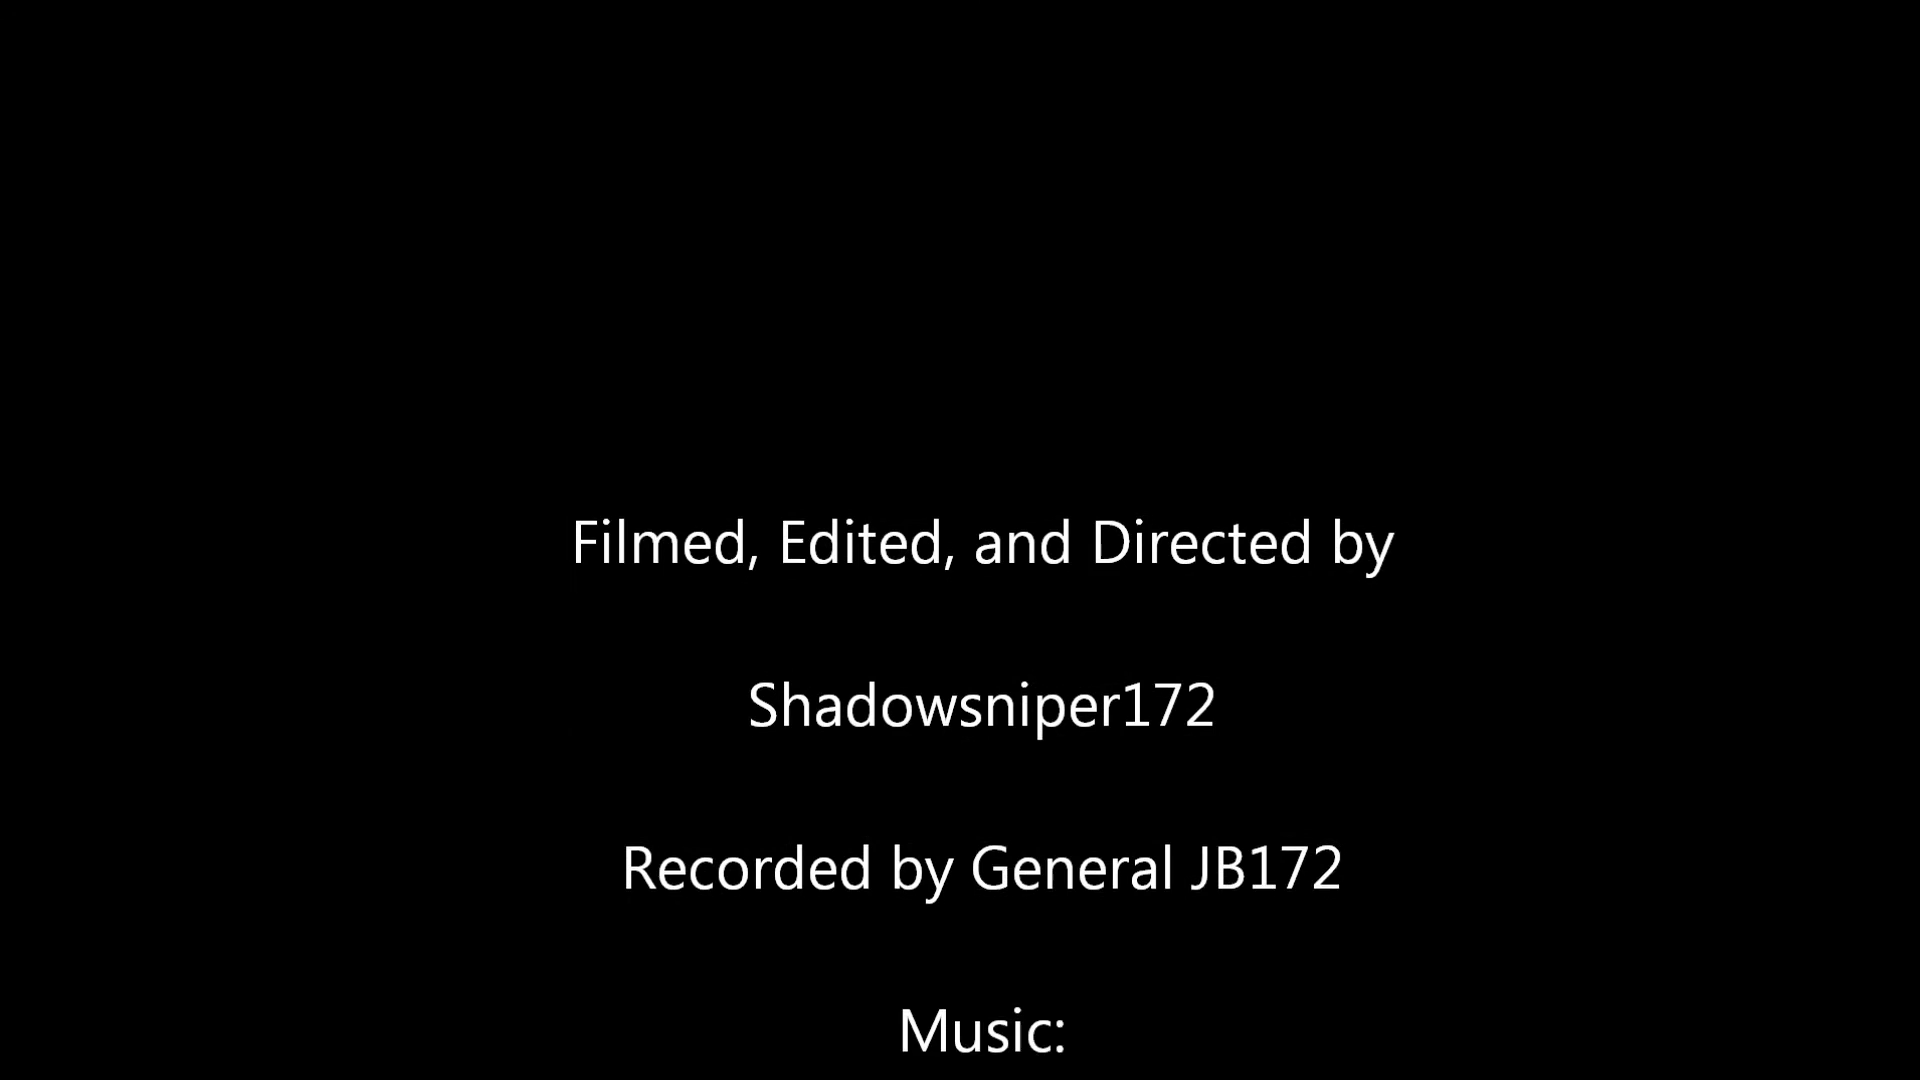 Filmed, Edited, and Directed by
Shadowsniper172
Recorded by General JB172
Music: